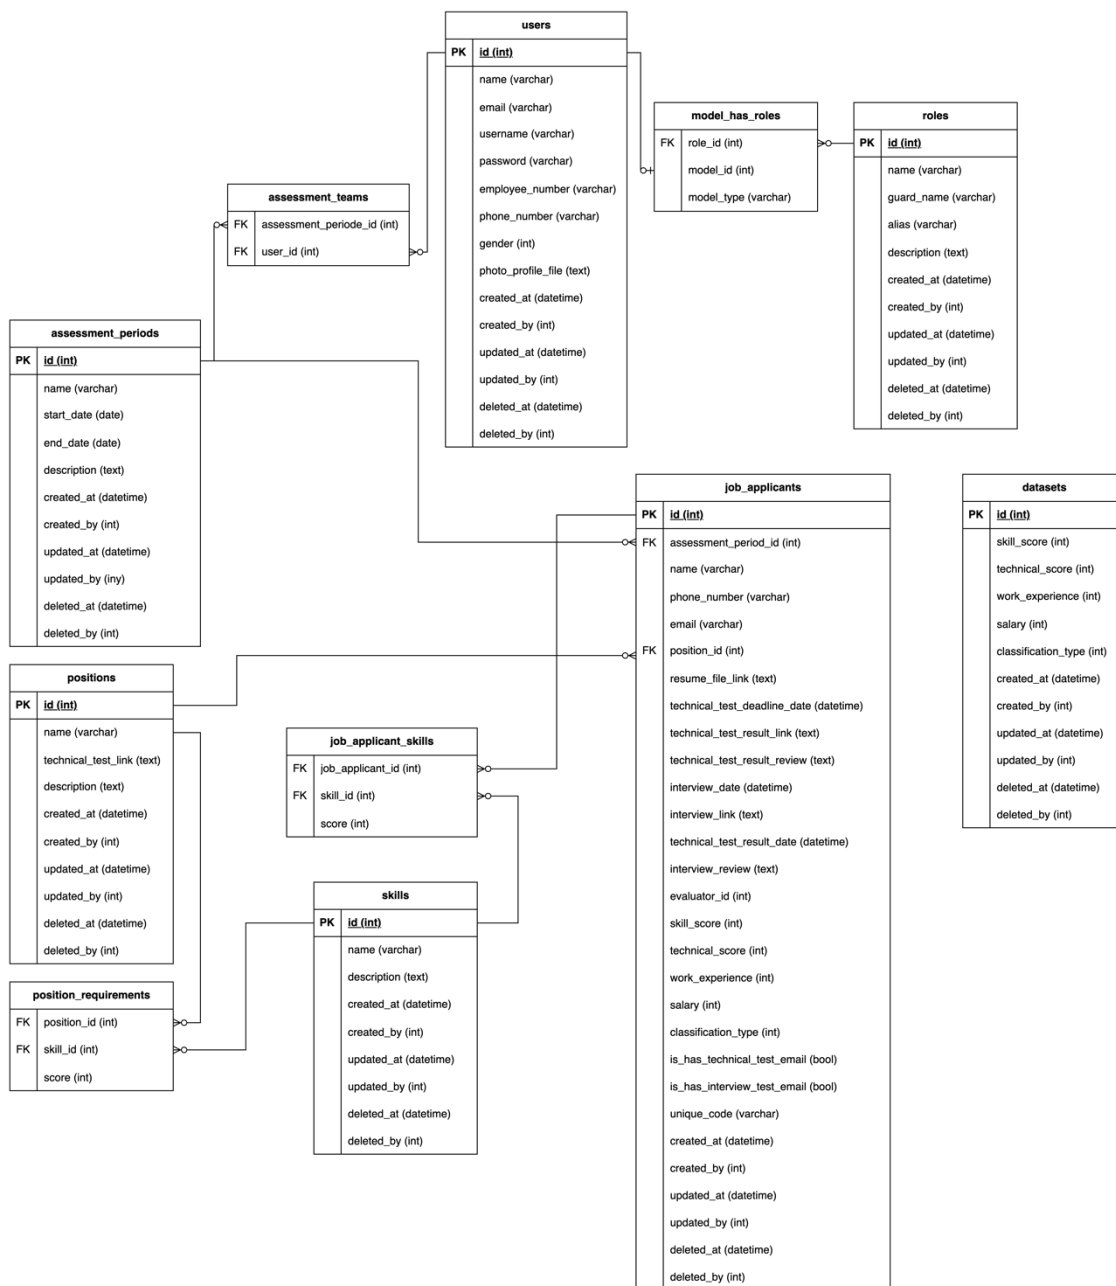 users
PK id (int)
name (varchar)
email (varchar)
username (varchar)
password (varchar)
employee_number (varchar)
phone_number (varchar)
gender (int)
photo_profile_file (text)
created_at (datetime)
created_by (int)
updated_at (datetime)
updated_by (int)
deleted_at (datetime)
deleted_by (int)
model_has_roles
FK role_id (int)
model_id (int)
model_type (varchar)
roles
PK id (int)
name (varchar)
guard_name (varchar)
alias (varchar)
description (text)
created_at (datetime)
created_by (int)
updated_at (datetime)
updated_by (int)
deleted_at (datetime)
deleted_by (int)
assessment_teams
FK assessment_periode_id (int)
FK user_id (int)
assessment_periods
PK id (int)
name (varchar)
start_date (date)
end_date (date)
description (text)
created_at (datetime)
created_by (int)
updated_at (datetime)
updated_by (iny)
deleted_at (datetime)
deleted_by (int)
job_applicants
PK id (int)
FK assessment_period_id (int)
name (varchar)
phone_number (varchar)
email (varchar)
FK position_id (int)
resume_file_link (text)
technical_test_deadline_date (datetime)
technical_test_result_link (text)
technical_test_result_review (text)
interview_date (datetime)
interview_link (text)
technical_test_result_date (datetime)
interview_review (text)
evaluator_id (int)
skill_score (int)
technical_score (int)
work_experience (int)
salary (int)
classification_type (int)
is_has_technical_test_email (bool)
is_has_interview_test_email (bool)
unique_code (varchar)
created_at (datetime)
created_by (int)
updated_at (datetime)
updated_by (int)
deleted_at (datetime)
deleted_by (int)
datasets
PK id (int)
skill_score (int)
technical_score (int)
work_experience (int)
salary (int)
classification_type (int)
created_at (datetime)
created_by (int)
updated_at (datetime)
updated_by (int)
deleted_at (datetime)
deleted_by (int)
positions
PK id (int)
name (varchar)
technical_test_link (text)
description (text)
created_at (datetime)
created_by (int)
updated_at (datetime)
updated_by (int)
deleted_at (datetime)
deleted_by (int)
job_applicant_skills
FK job_applicant_id (int)
FK skill_id (int)
score (int)
skills
PK id (int)
name (varchar)
description (text)
created_at (datetime)
created_by (int)
updated_at (datetime)
updated_by (int)
deleted_at (datetime)
deleted_by (int)
position_requirements
FK position_id (int)
FK skill_id (int)
score (int)